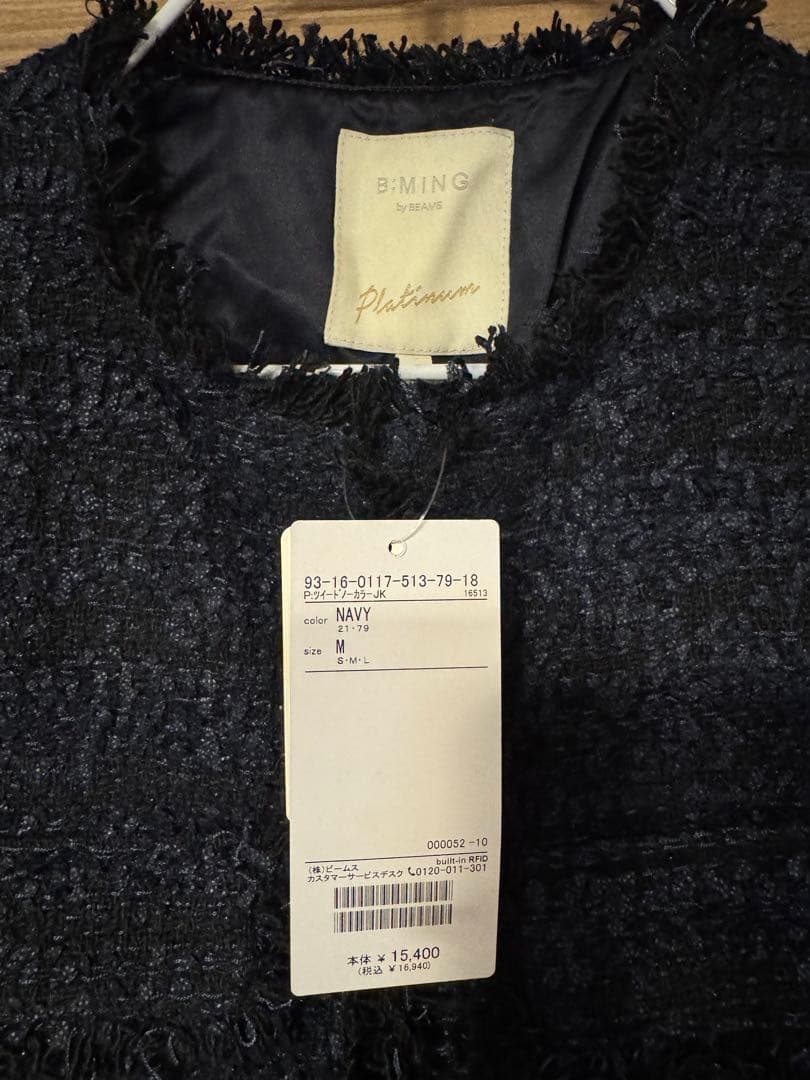 B:MING
by BEAMS
Platinum
93-16-0117-513-79-18
P:ツイードノーカラーJK 16513
color NAVY
21・79
size M
S・M・L
000052 -10
built-in RFID
(株)ビームス
カスタマーサービスデスク 0120-011-301
本体 ¥ 15,400
(税込 ¥ 16,940)